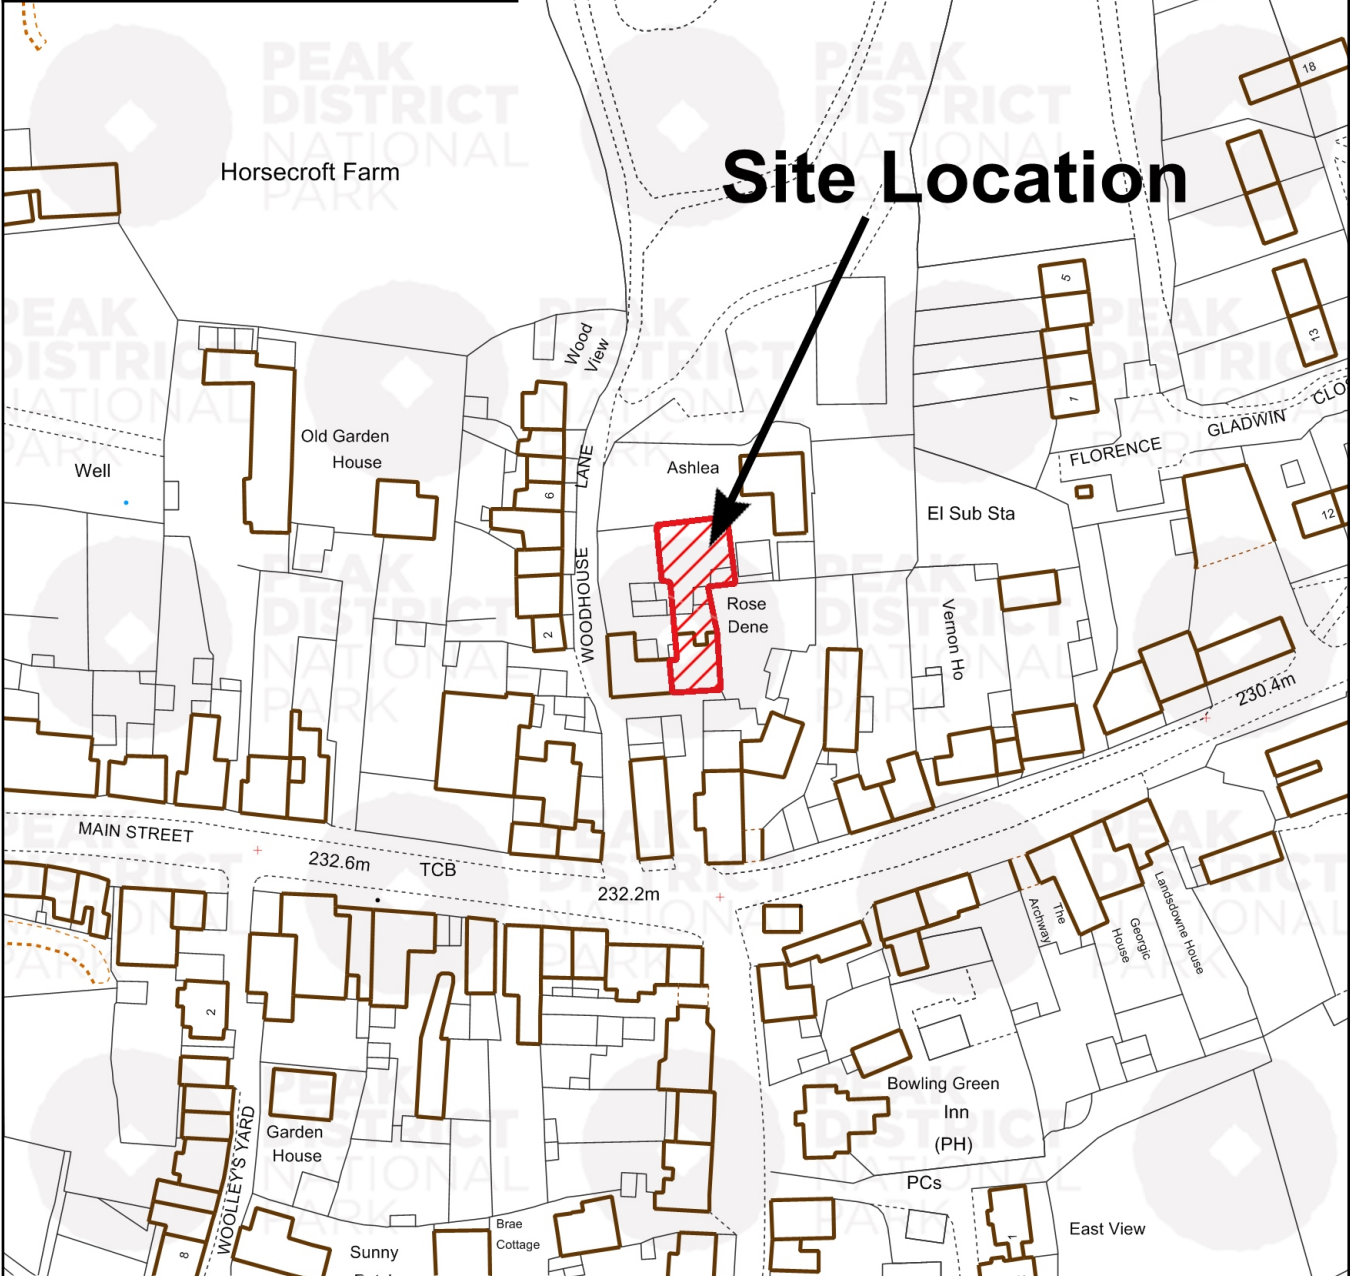 PEAK
DISTRICT
NATIONAL
PARK
Site Location
Horsecroft Farm
18
5
7
13
Wood
View
Old Garden
House
Well
LANE
WOODHOUSE
6
2
Ashlea
Rose
Dene
El Sub Sta
Vernon Ho
FLORENCE
GLADWIN
CLO
12
230.4m
MAIN STREET
232.6m
TCB
232.2m
The
Archway
Georgic
House
Landsdowne House
2
WOOLLEY'S YARD
Garden
House
8
Sunny
Brae
Cottage
Bowling Green
Inn
(PH)
PCs
1
East View